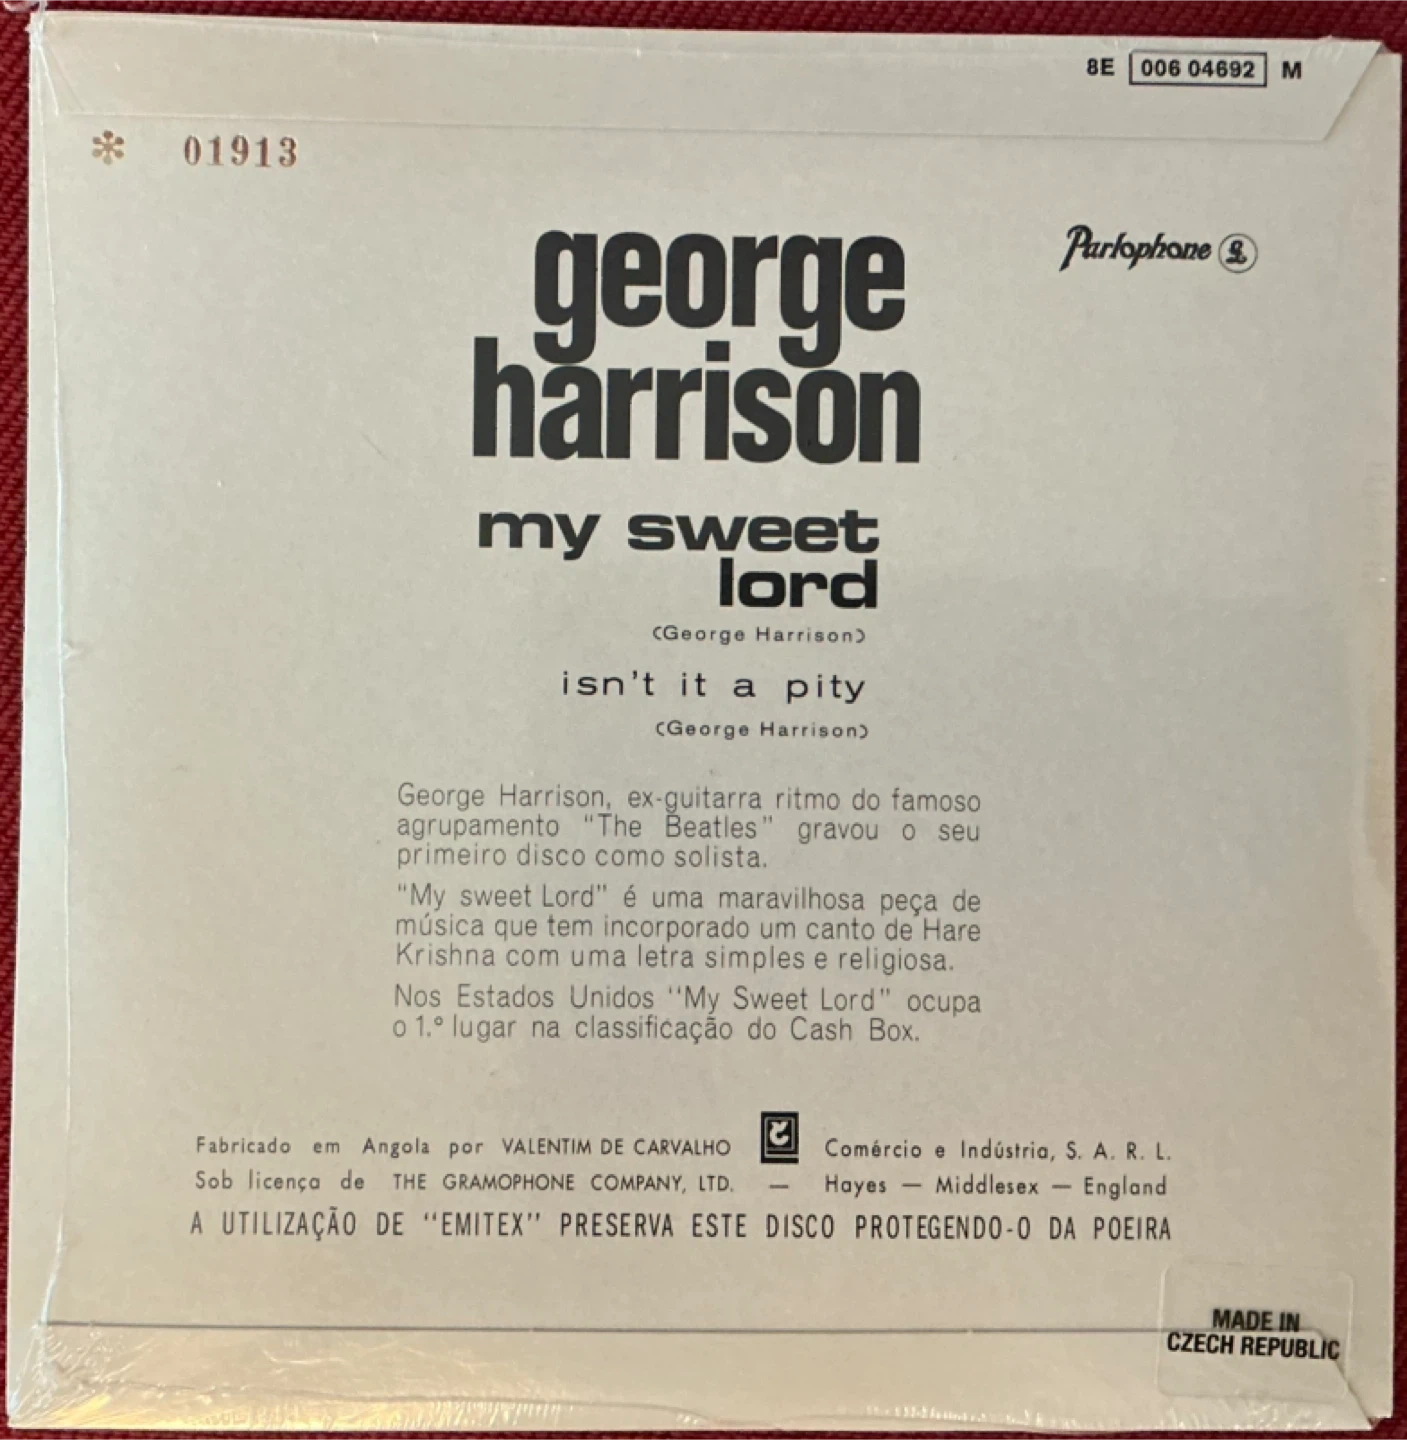 8E 006 04692 M
* 01913
Parlophone £
george
harrison
my sweet
lord
(George Harrison)
isn't it a pity
(George Harrison)
George Harrison, ex-guitarra ritmo do famoso
agrupamento "The Beatles" gravou o seu
primeiro disco como solista.
"My sweet Lord" é uma maravilhosa peça de
música que tem incorporado um canto de Hare
Krishna com uma letra simples e religiosa.
Nos Estados Unidos "My Sweet Lord" ocupa
o 1.º lugar na classificação do Cash Box.
Fabricado em Angola por VALENTIM DE CARVALHO Comércio e Indústria, S. A. R. L.
Sob licença de THE GRAMOPHONE COMPANY, LTD. — Hayes — Middlesex — England
A UTILIZAÇÃO DE "EMITEX" PRESERVA ESTE DISCO PROTEGENDO-O DA POEIRA
MADE IN
CZECH REPUBLIC